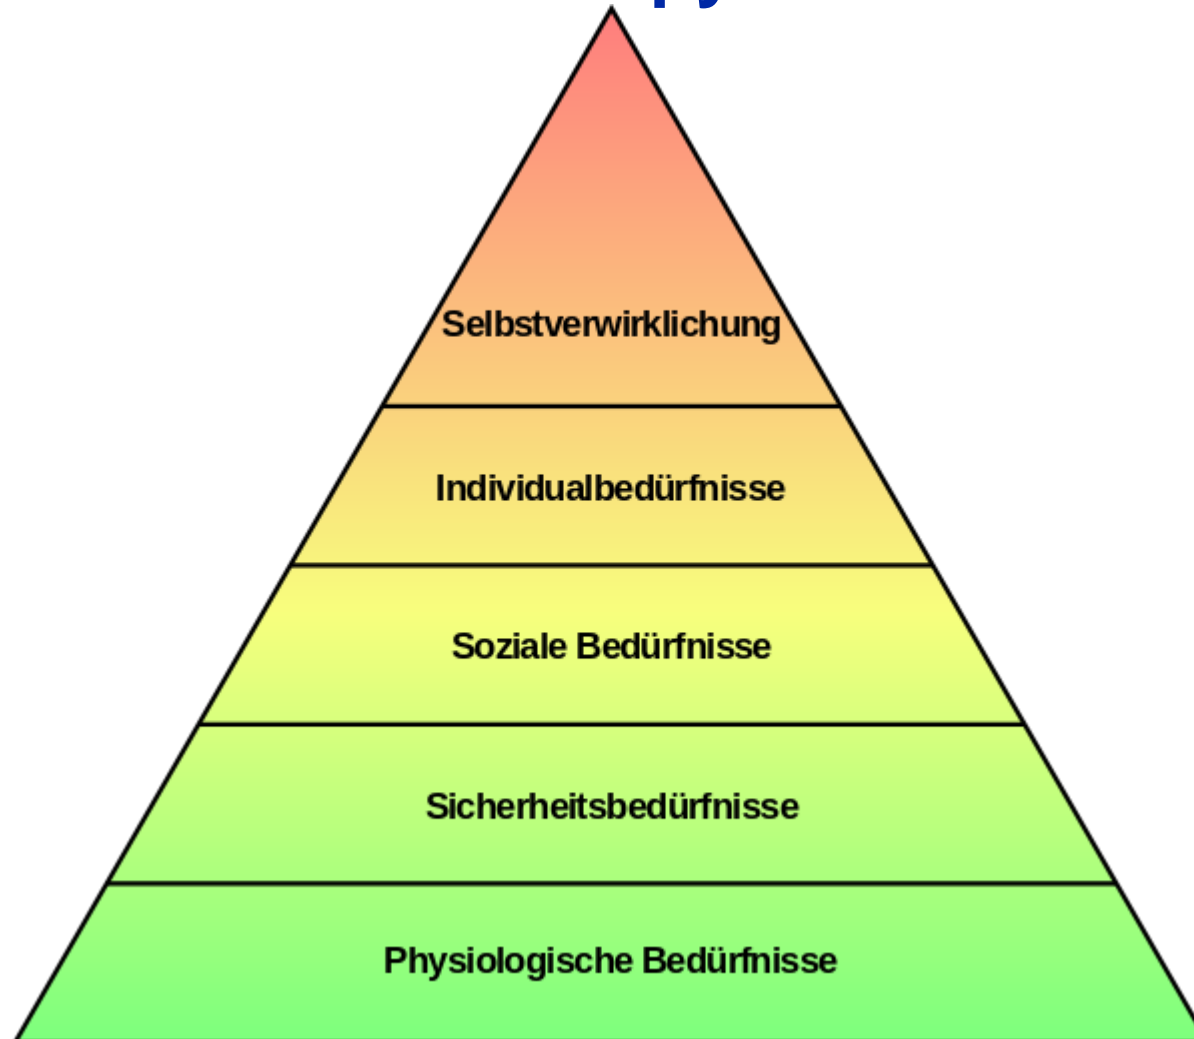 Selbstverwirklichung
Individualbedürfnisse
Soziale Bedürfnisse
Sicherheitsbedürfnisse
Physiologische Bedürfnisse